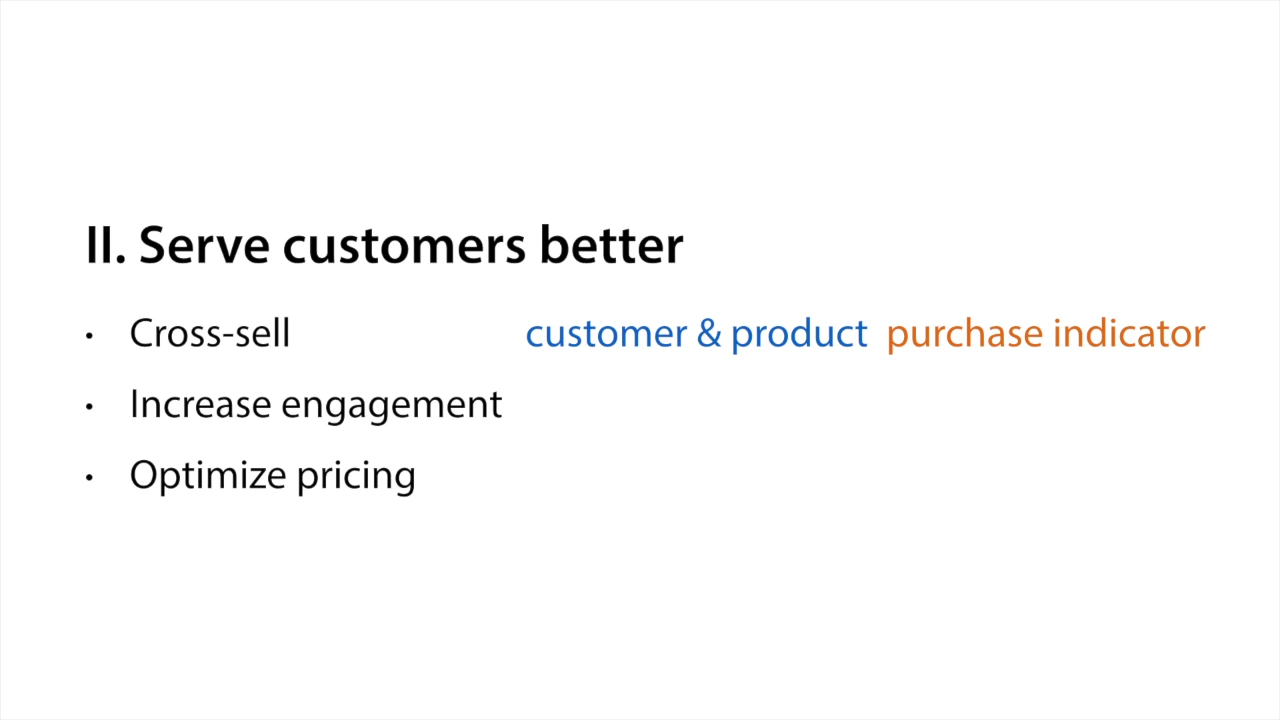 II. Serve customers better
• Cross-sell customer & product purchase indicator
• Increase engagement
• Optimize pricing